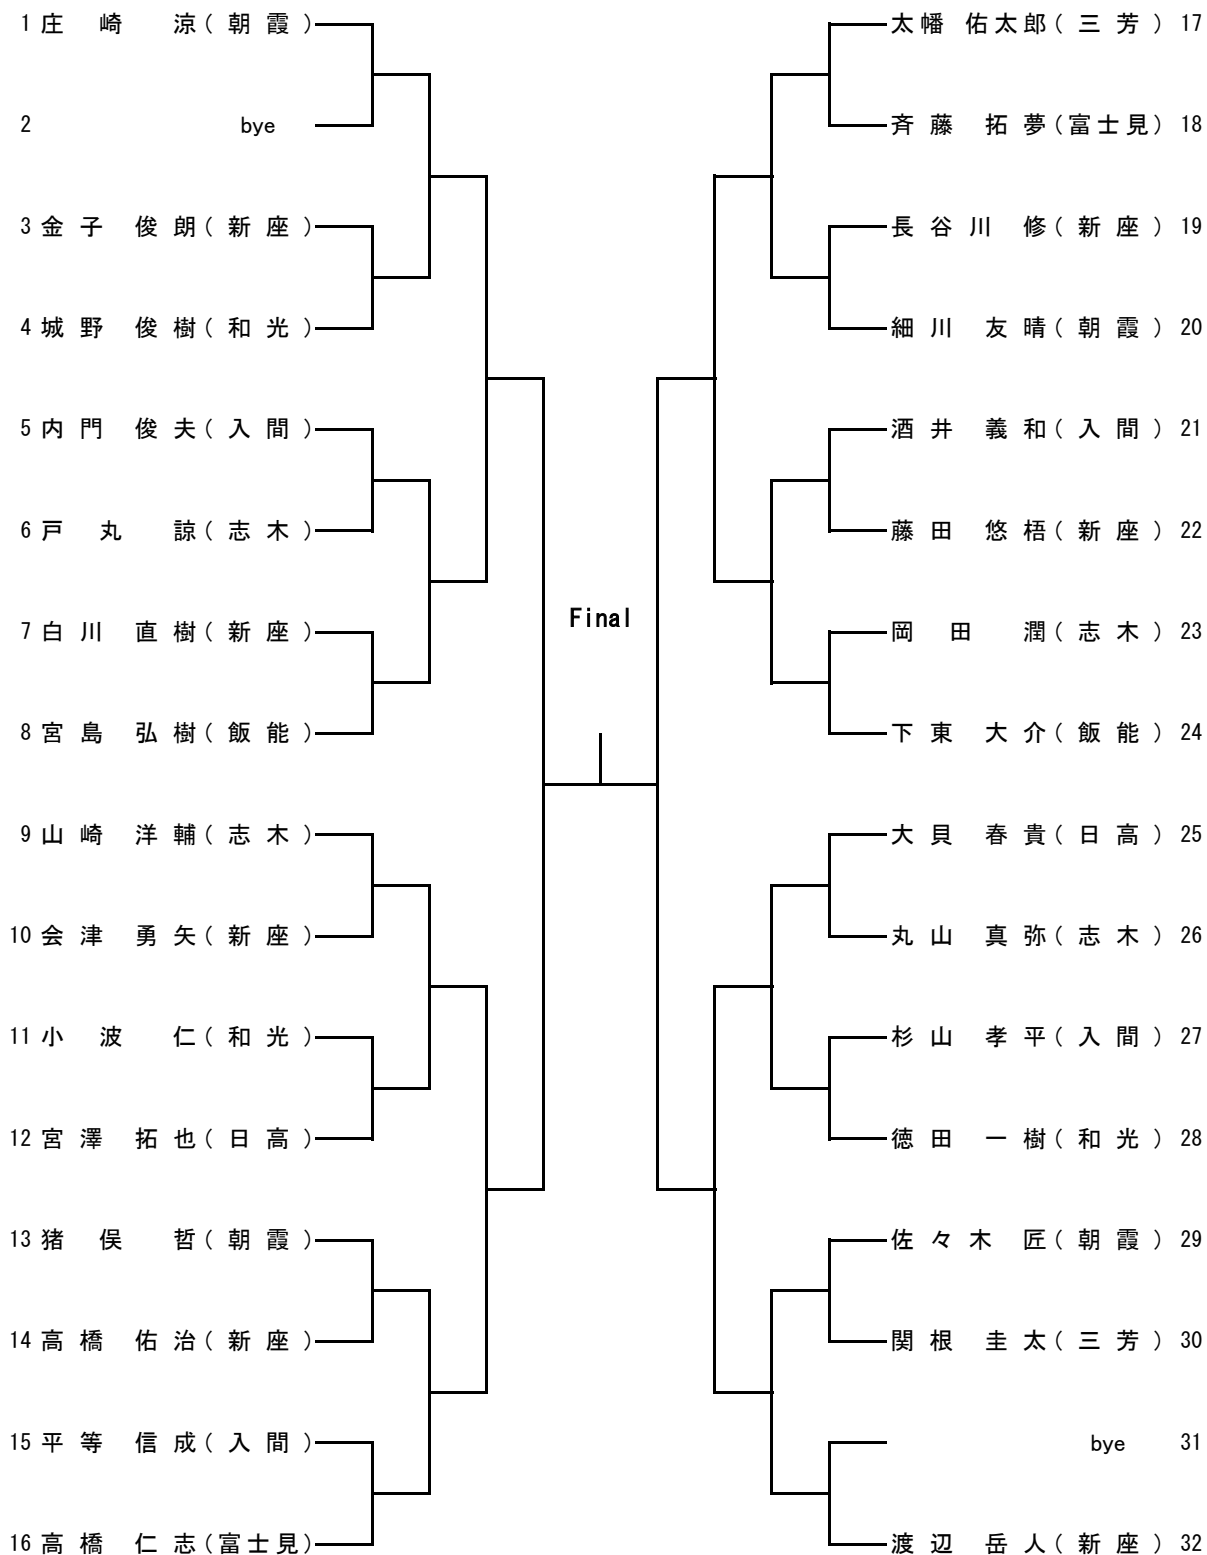 1 庄崎 涼(朝霞)
2 bye
3 金子 俊朗(新座)
4 城野 俊樹(和光)
5 内門 俊夫(入間)
6 戸丸 諒(志木)
7 白川 直樹(新座)
8 宮島 弘樹(飯能)
9 山崎 洋輔(志木)
10 会津 勇矢(新座)
11 小波 仁(和光)
12 宮澤 拓也(日高)
13 猪俣 哲(朝霞)
14 高橋 佑治(新座)
15 平等 信成(入間)
16 高橋 仁志(富士見)
Final
太幡 佑太郎(三芳) 17
斉藤 拓夢(富士見) 18
長谷川 修(新座) 19
細川 友晴(朝霞) 20
酒井 義和(入間) 21
藤田 悠梧(新座) 22
岡田 潤(志木) 23
下東 大介(飯能) 24
大貝 春貴(日高) 25
丸山 真弥(志木) 26
杉山 孝平(入間) 27
徳田 一樹(和光) 28
佐々木 匠(朝霞) 29
関根 圭太(三芳) 30
bye 31
渡辺 岳人(新座) 32